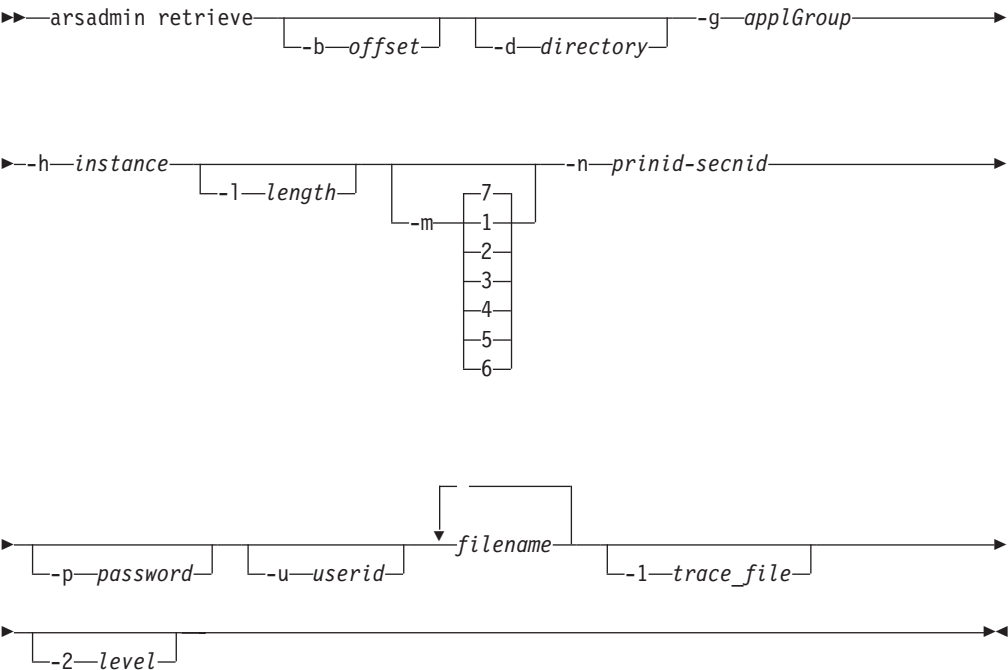 arsadmin retrieve -b offset -d directory -g applGroup
-h instance -l length -m 7 -n prinid-secnid
1
2
3
4
5
6
-p password -u userid filename -1 trace_file
-2 level